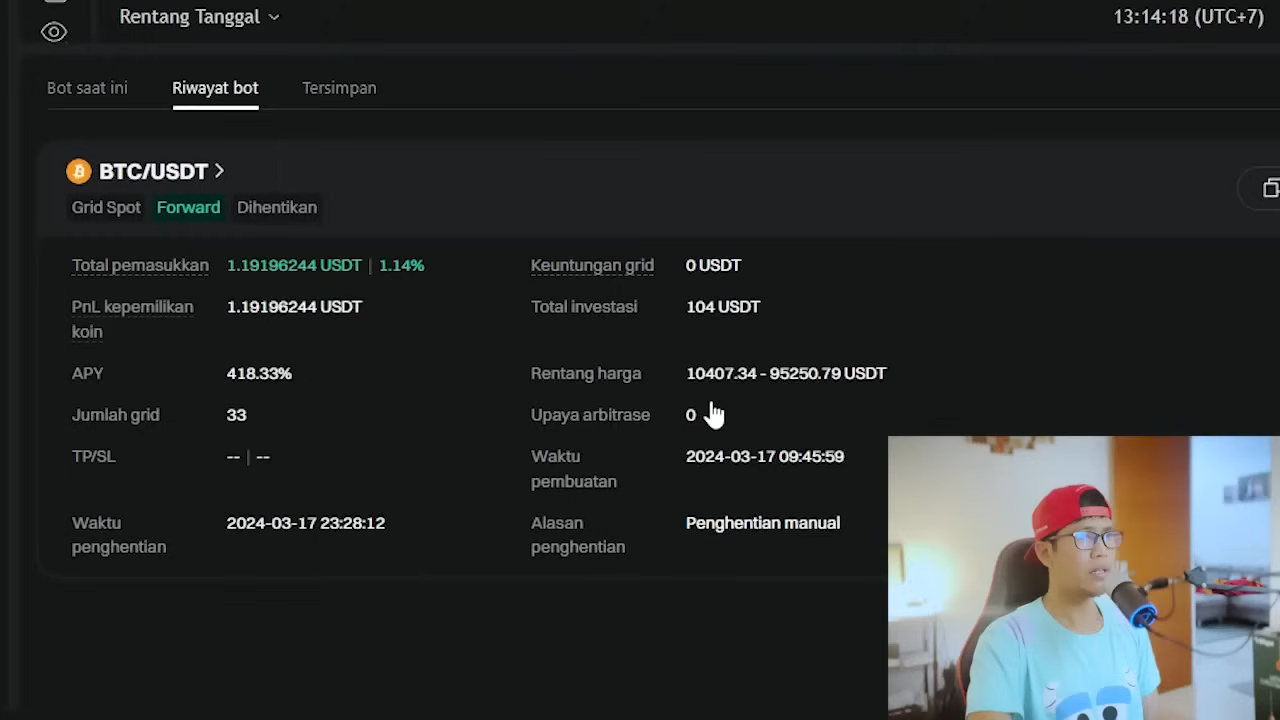 Rentang Tanggal
13:14:18 (UTC+7)
Bot saat ini
Riwayat bot
Tersimpan
BTC/USDT
Grid Spot
Forward
Dihentikan
Total pemasukkan
1.19196244 USDT | 1.14%
Keuntungan grid
0 USDT
PnL kepemilikan
koin
1.19196244 USDT
Total investasi
104 USDT
APY
418.33%
Rentang harga
10407.34 - 95250.79 USDT
Jumlah grid
33
Upaya arbitrase
0
TP/SL
-- | --
Waktu
pembuatan
2024-03-17 09:45:59
Waktu
penghentian
2024-03-17 23:28:12
Alasan
penghentian
Penghentian manual